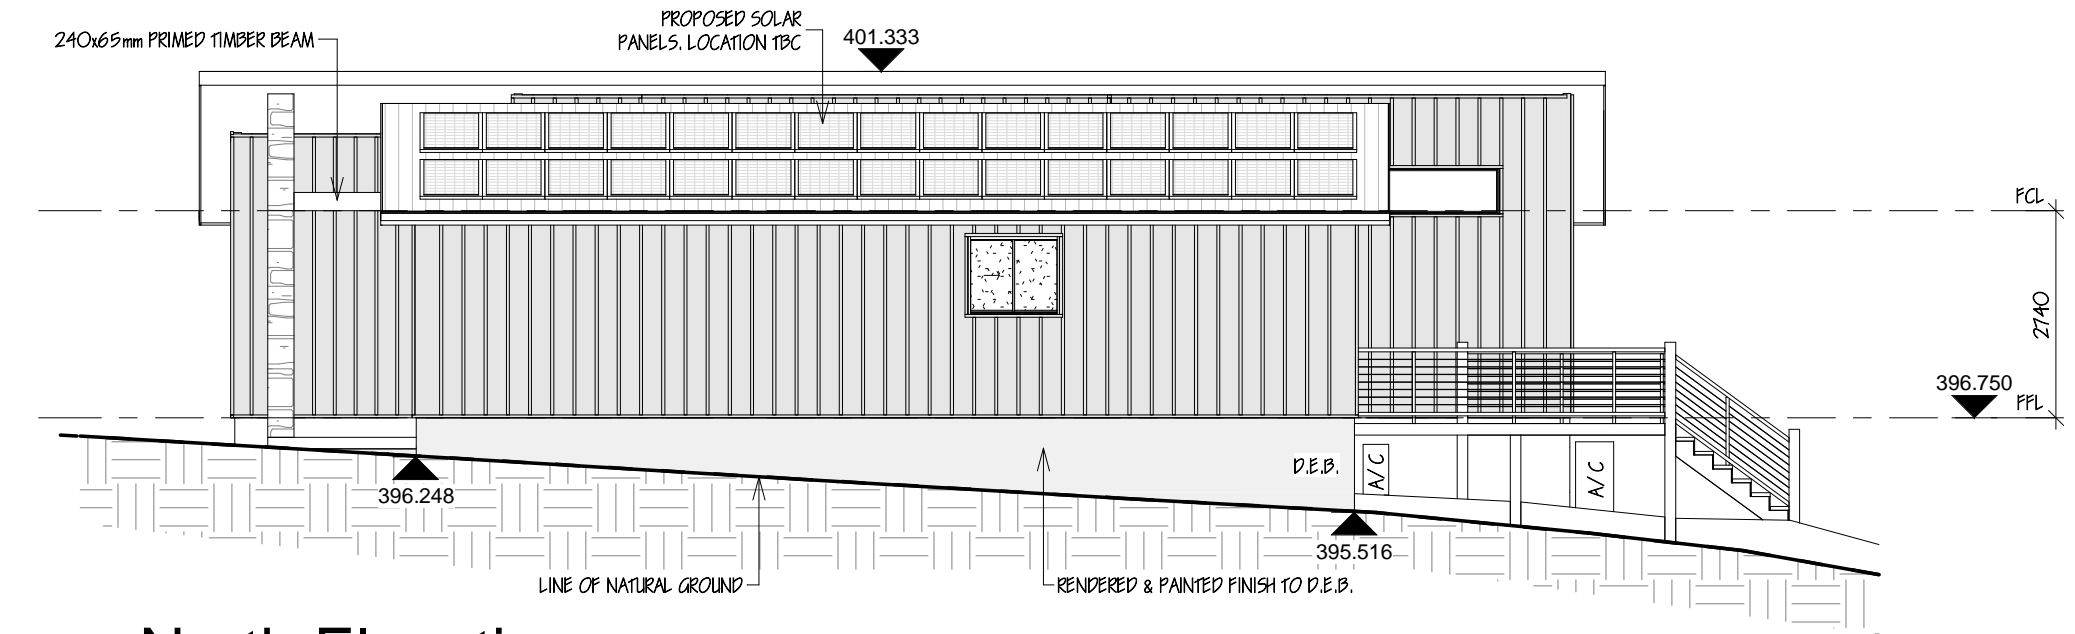 PROPOSED SOLAR
PANELS. LOCATION TBC
240x65mm PRIMED TIMBER BEAM
401.333
FCL
2740
396.750
FFL
D.E.B.
A/C
A/C
396.248
395.516
LINE OF NATURAL GROUND
RENDERED & PAINTED FINISH TO D.E.B.